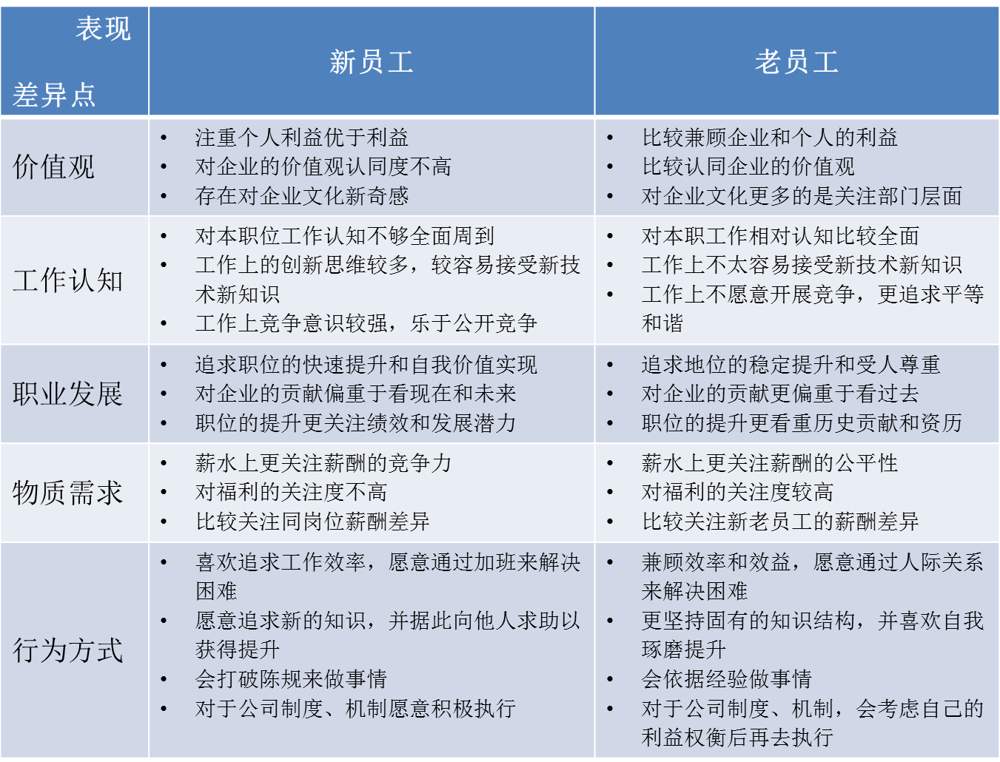 表现
差异点
新员工
老员工
价值观
• 注重个人利益优于利益
• 对企业的价值观认同度不高
• 存在对企业文化新奇感
• 比较兼顾企业和个人的利益
• 比较认同企业的价值观
• 对企业文化更多的是关注部门层面
工作认知
• 对本职位工作认知不够全面周到
• 工作上的创新思维较多，较容易接受新技
术新知识
• 工作上竞争意识较强，乐于公开竞争
• 对本职工作相对认知比较全面
• 工作上不太容易接受新技术新知识
• 工作上不愿意开展竞争，更追求平等
和谐
职业发展
• 追求职位的快速提升和自我价值实现
• 对企业的贡献偏重于看现在和未来
• 职位的提升更关注绩效和发展潜力
• 追求地位的稳定提升和受人尊重
• 对企业的贡献更偏重于看过去
• 职位的提升更看重历史贡献和资历
物质需求
• 薪水上更关注薪酬的竞争力
• 对福利的关注度不高
• 比较关注同岗位薪酬差异
• 薪水上更关注薪酬的公平性
• 对福利的关注度较高
• 比较关注新老员工的薪酬差异
行为方式
• 喜欢追求工作效率，愿意通过加班来解决
困难
• 愿意追求新的知识，并据此向他人求助以
获得提升
• 会打破陈规来做事情
• 对于公司制度、机制愿意积极执行
• 兼顾效率和效益，愿意通过人际关系
来解决困难
• 更坚持固有的知识结构，并喜欢自我
琢磨提升
• 会依据经验做事情
• 对于公司制度、机制，会考虑自己的
利益权衡后再去执行